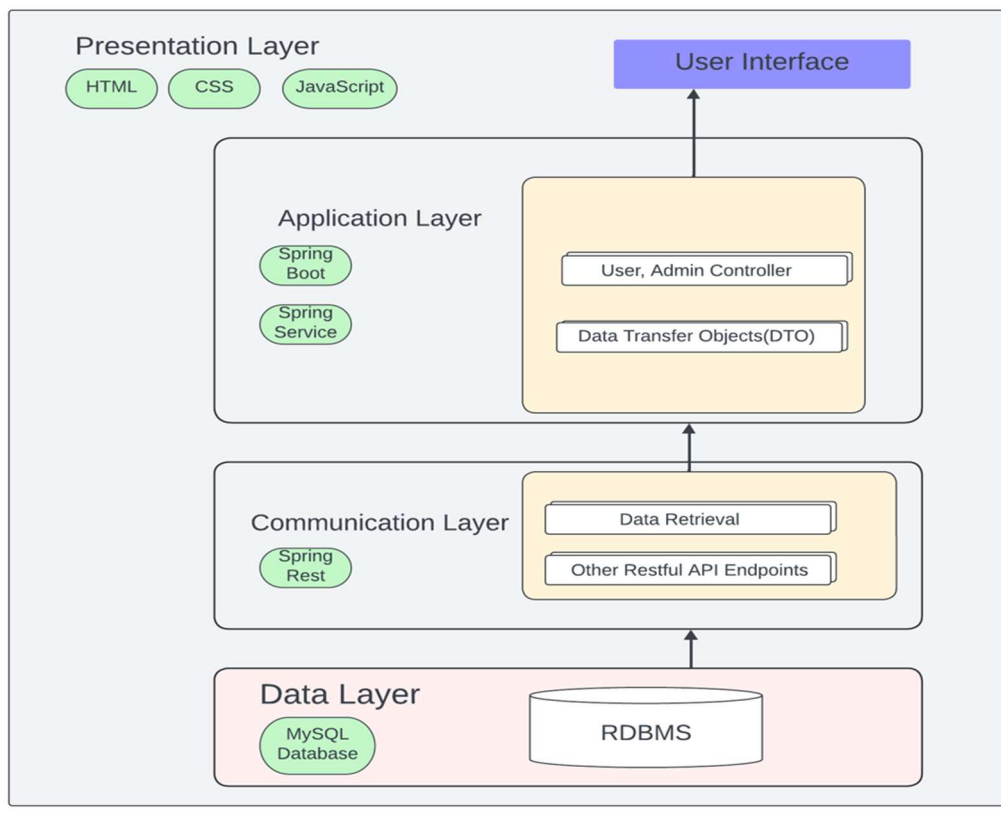 Presentation Layer
HTML
CSS
JavaScript
User Interface
Application Layer
Spring
Boot
Spring
Service
User, Admin Controller
Data Transfer Objects(DTO)
Communication Layer
Spring
Rest
Data Retrieval
Other Restful API Endpoints
Data Layer
MySQL
Database
RDBMS